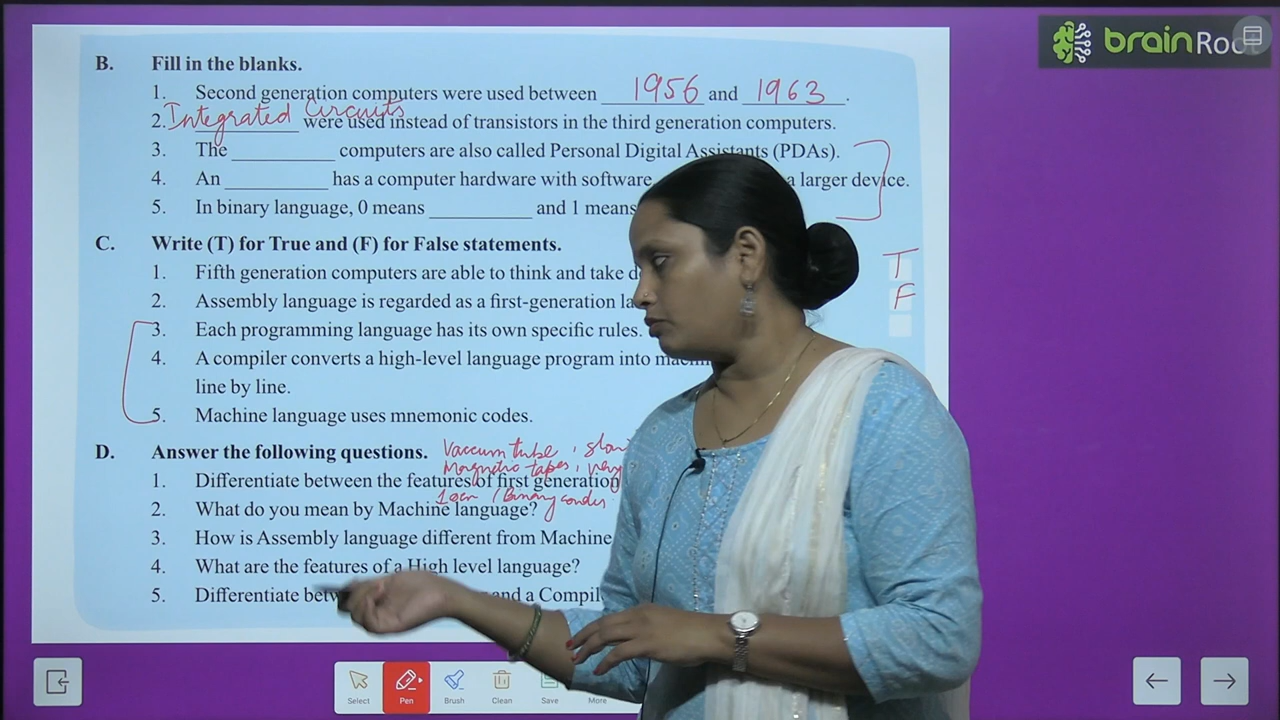 brainRo
B. Fill in the blanks.
1. Second generation computers were used between 1956 and 1963.
2. Integrated Circuits were used instead of transistors in the third generation computers.
3. The __________ computers are also called Personal Digital Assistants (PDAs).
4. An __________ has a computer hardware with software a larger device.
5. In binary language, 0 means __________ and 1 means
C. Write (T) for True and (F) for False statements.
1. Fifth generation computers are able to think and take T
2. Assembly language is regarded as a first-generation F
3. Each programming language has its own specific rules.
4. A compiler converts a high-level language program into
line by line.
5. Machine language uses mnemonic codes.
D. Answer the following questions.
Vaccum tube, slow
Magnetic tapes, very
1. Differentiate between the features of first generation
1 gen / Binary codes
2. What do you mean by Machine language?
3. How is Assembly language different from Machine
4. What are the features of a High level language?
5. Differentiate and a
Select Pen Brush Clean Save More